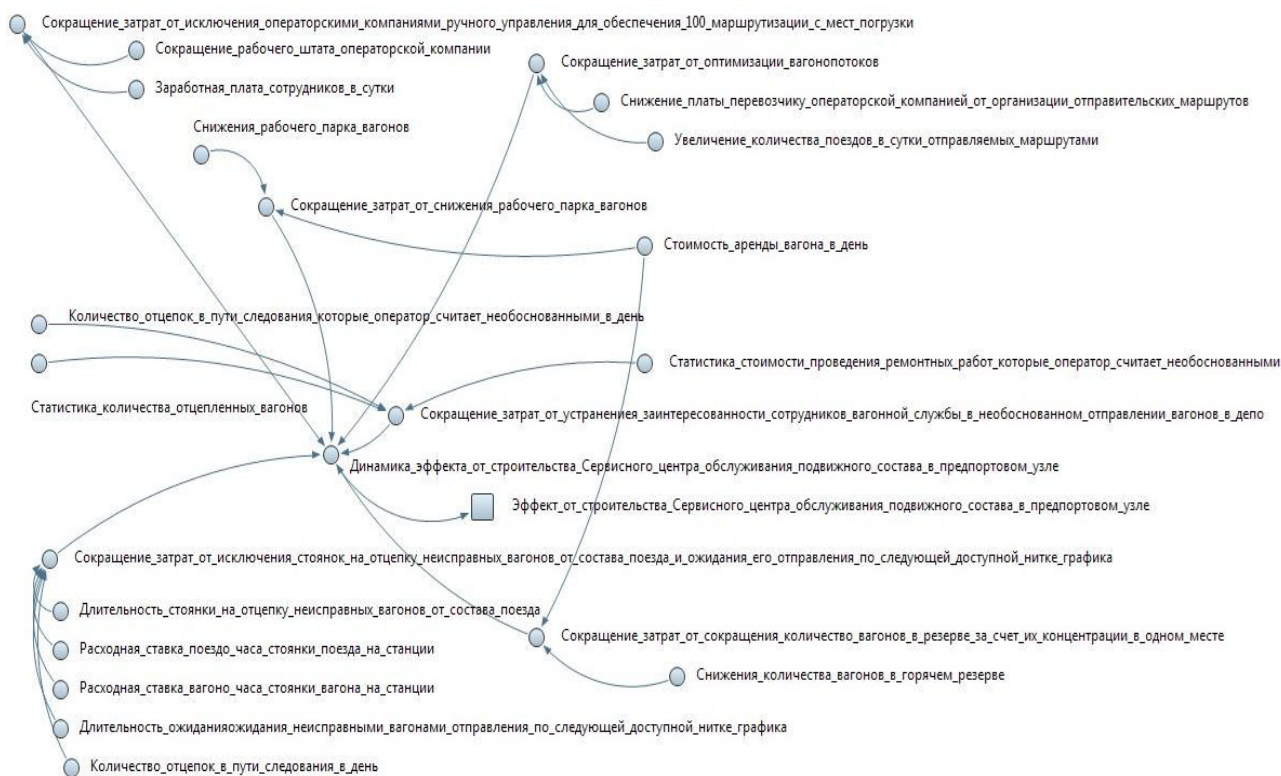 Сокращение_затрат_от_исключения_операторскими_компаниями_ручного_управления_для_обеспечения_100_маршрутизации_с_мест_погрузки
Сокращение_рабочего_штата_операторской_компании
Сокращение_затрат_от_оптимизации_вагонопотоков
Заработная_плата_сотрудников_в_сутки
Снижение_платы_перевозчику_операторской_компанией_от_организации_отправительских_маршрутов
Снижения_рабочего_парка_вагонов
Увеличение_количества_поездов_в_сутки_отправляемых_маршрутами
Сокращение_затрат_от_снижения_рабочего_парка_вагонов
Стоимость_аренды_вагона_в_день
Количество_отцепок_в_пути_следования_которые_оператор_считает_необоснованными_в_день
Статистика_стоимости_проведения_ремонтных_работ_которые_оператор_считает_необоснованными
Статистика_количества_отцепленных_вагонов
Сокращение_затрат_от_устранениея_заинтересованности_сотрудников_вагонной_службы_в_необоснованном_отправлении_вагонов_в_депо
Динамика_эффекта_от_строительства_Сервисного_центра_обслуживания_подвижного_состава_в_предпортовом_узле
Эффект_от_строительства_Сервисного_центра_обслуживания_подвижного_состава_в_предпортовом_узле
Сокращение_затрат_от_исключения_стоянок_на_отцепку_неисправных_вагонов_от_состава_поезда_и_ожидания_его_отправления_по_следующей_доступной_нитке_графика
Длительность_стоянки_на_отцепку_неисправных_вагонов_от_состава_поезда
Сокращение_затрат_от_сокращения_количество_вагонов_в_резерве_за_счет_их_концентрации_в_одном_месте
Расходная_ставка_поездо_часа_стоянки_поезда_на_станции
Снижения_количества_вагонов_в_горячем_резерве
Расходная_ставка_вагоно_часа_стоянки_вагона_на_станции
Длительность_ожиданияожидания_неисправными_вагонами_отправления_по_следующей_доступной_нитке_графика
Количество_отцепок_в_пути_следования_в_день